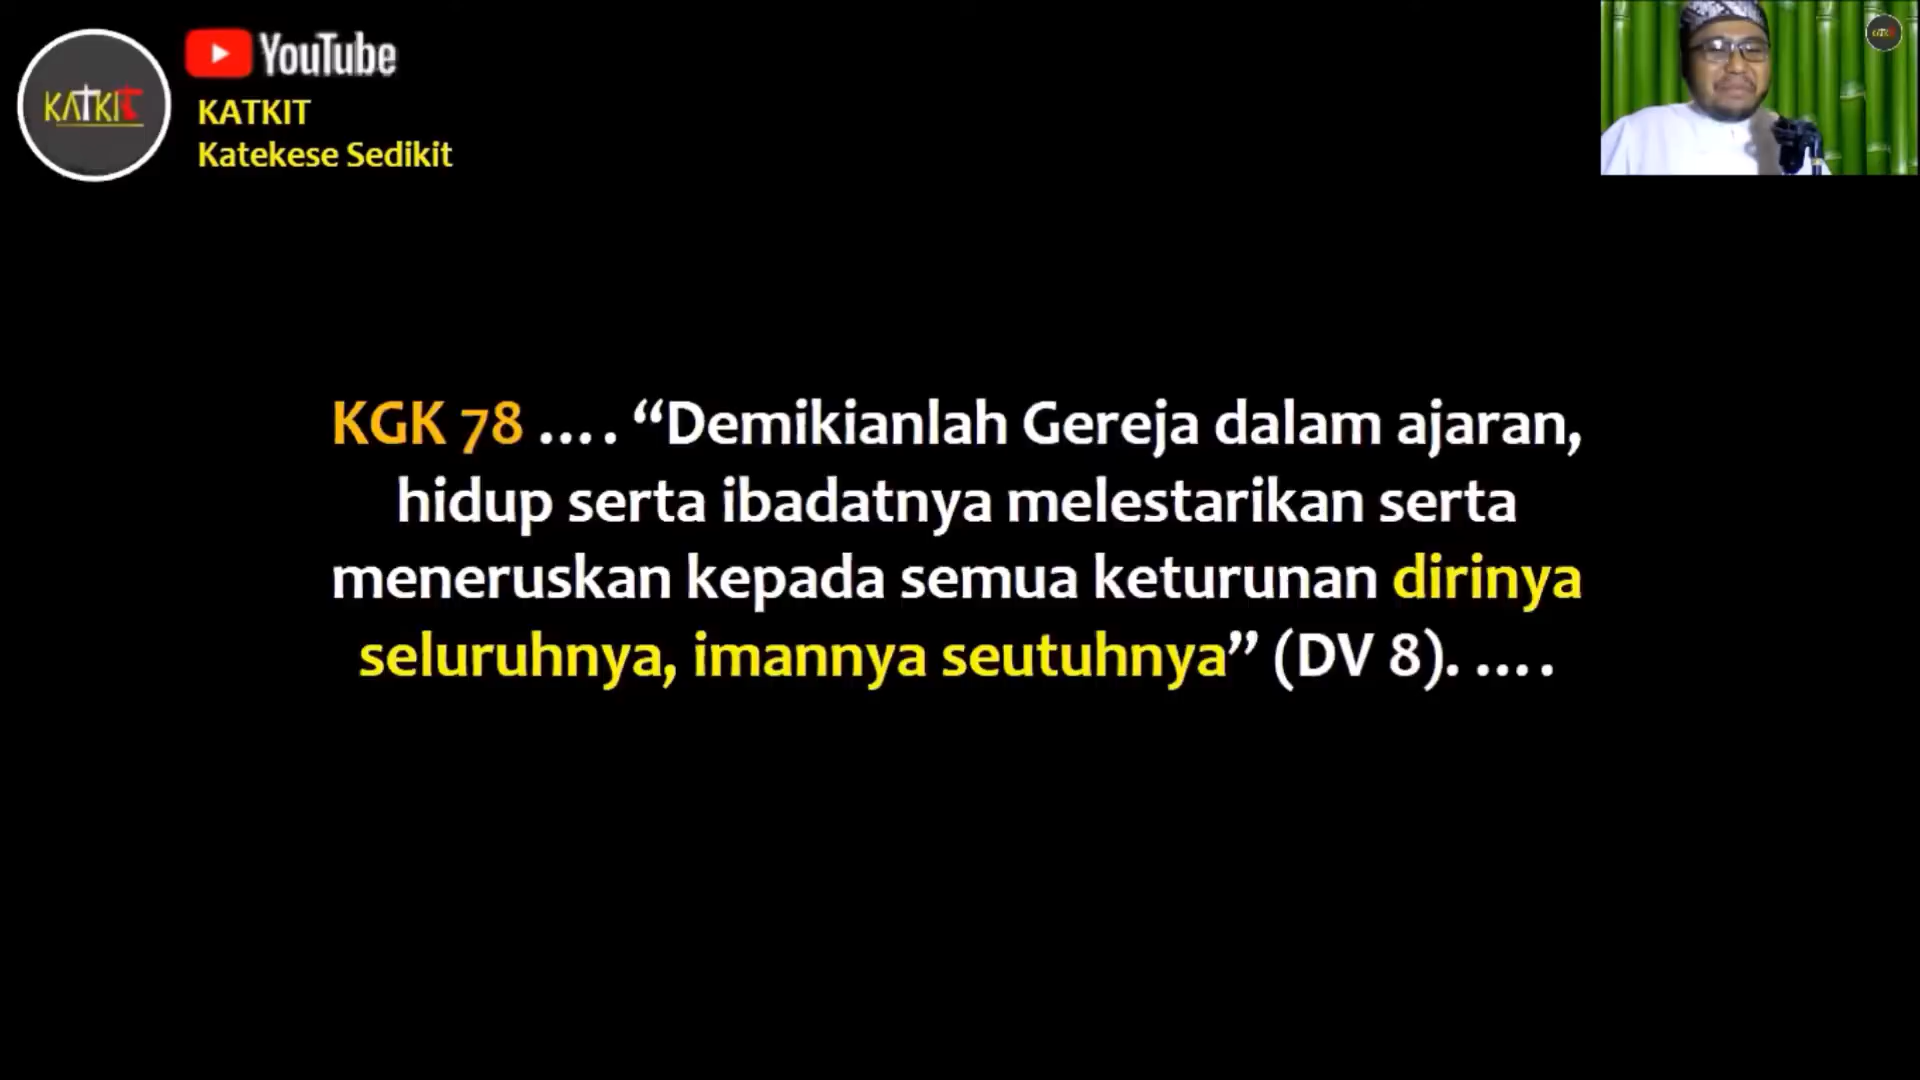 KATKIT
YouTube
KATKIT
Katekese Sedikit
KGK 78 .... “Demikianlah Gereja dalam ajaran,
hidup serta ibadatnya melestarikan serta
meneruskan kepada semua keturunan dirinya
seluruhnya, imannya seutuhnya” (DV 8). ....